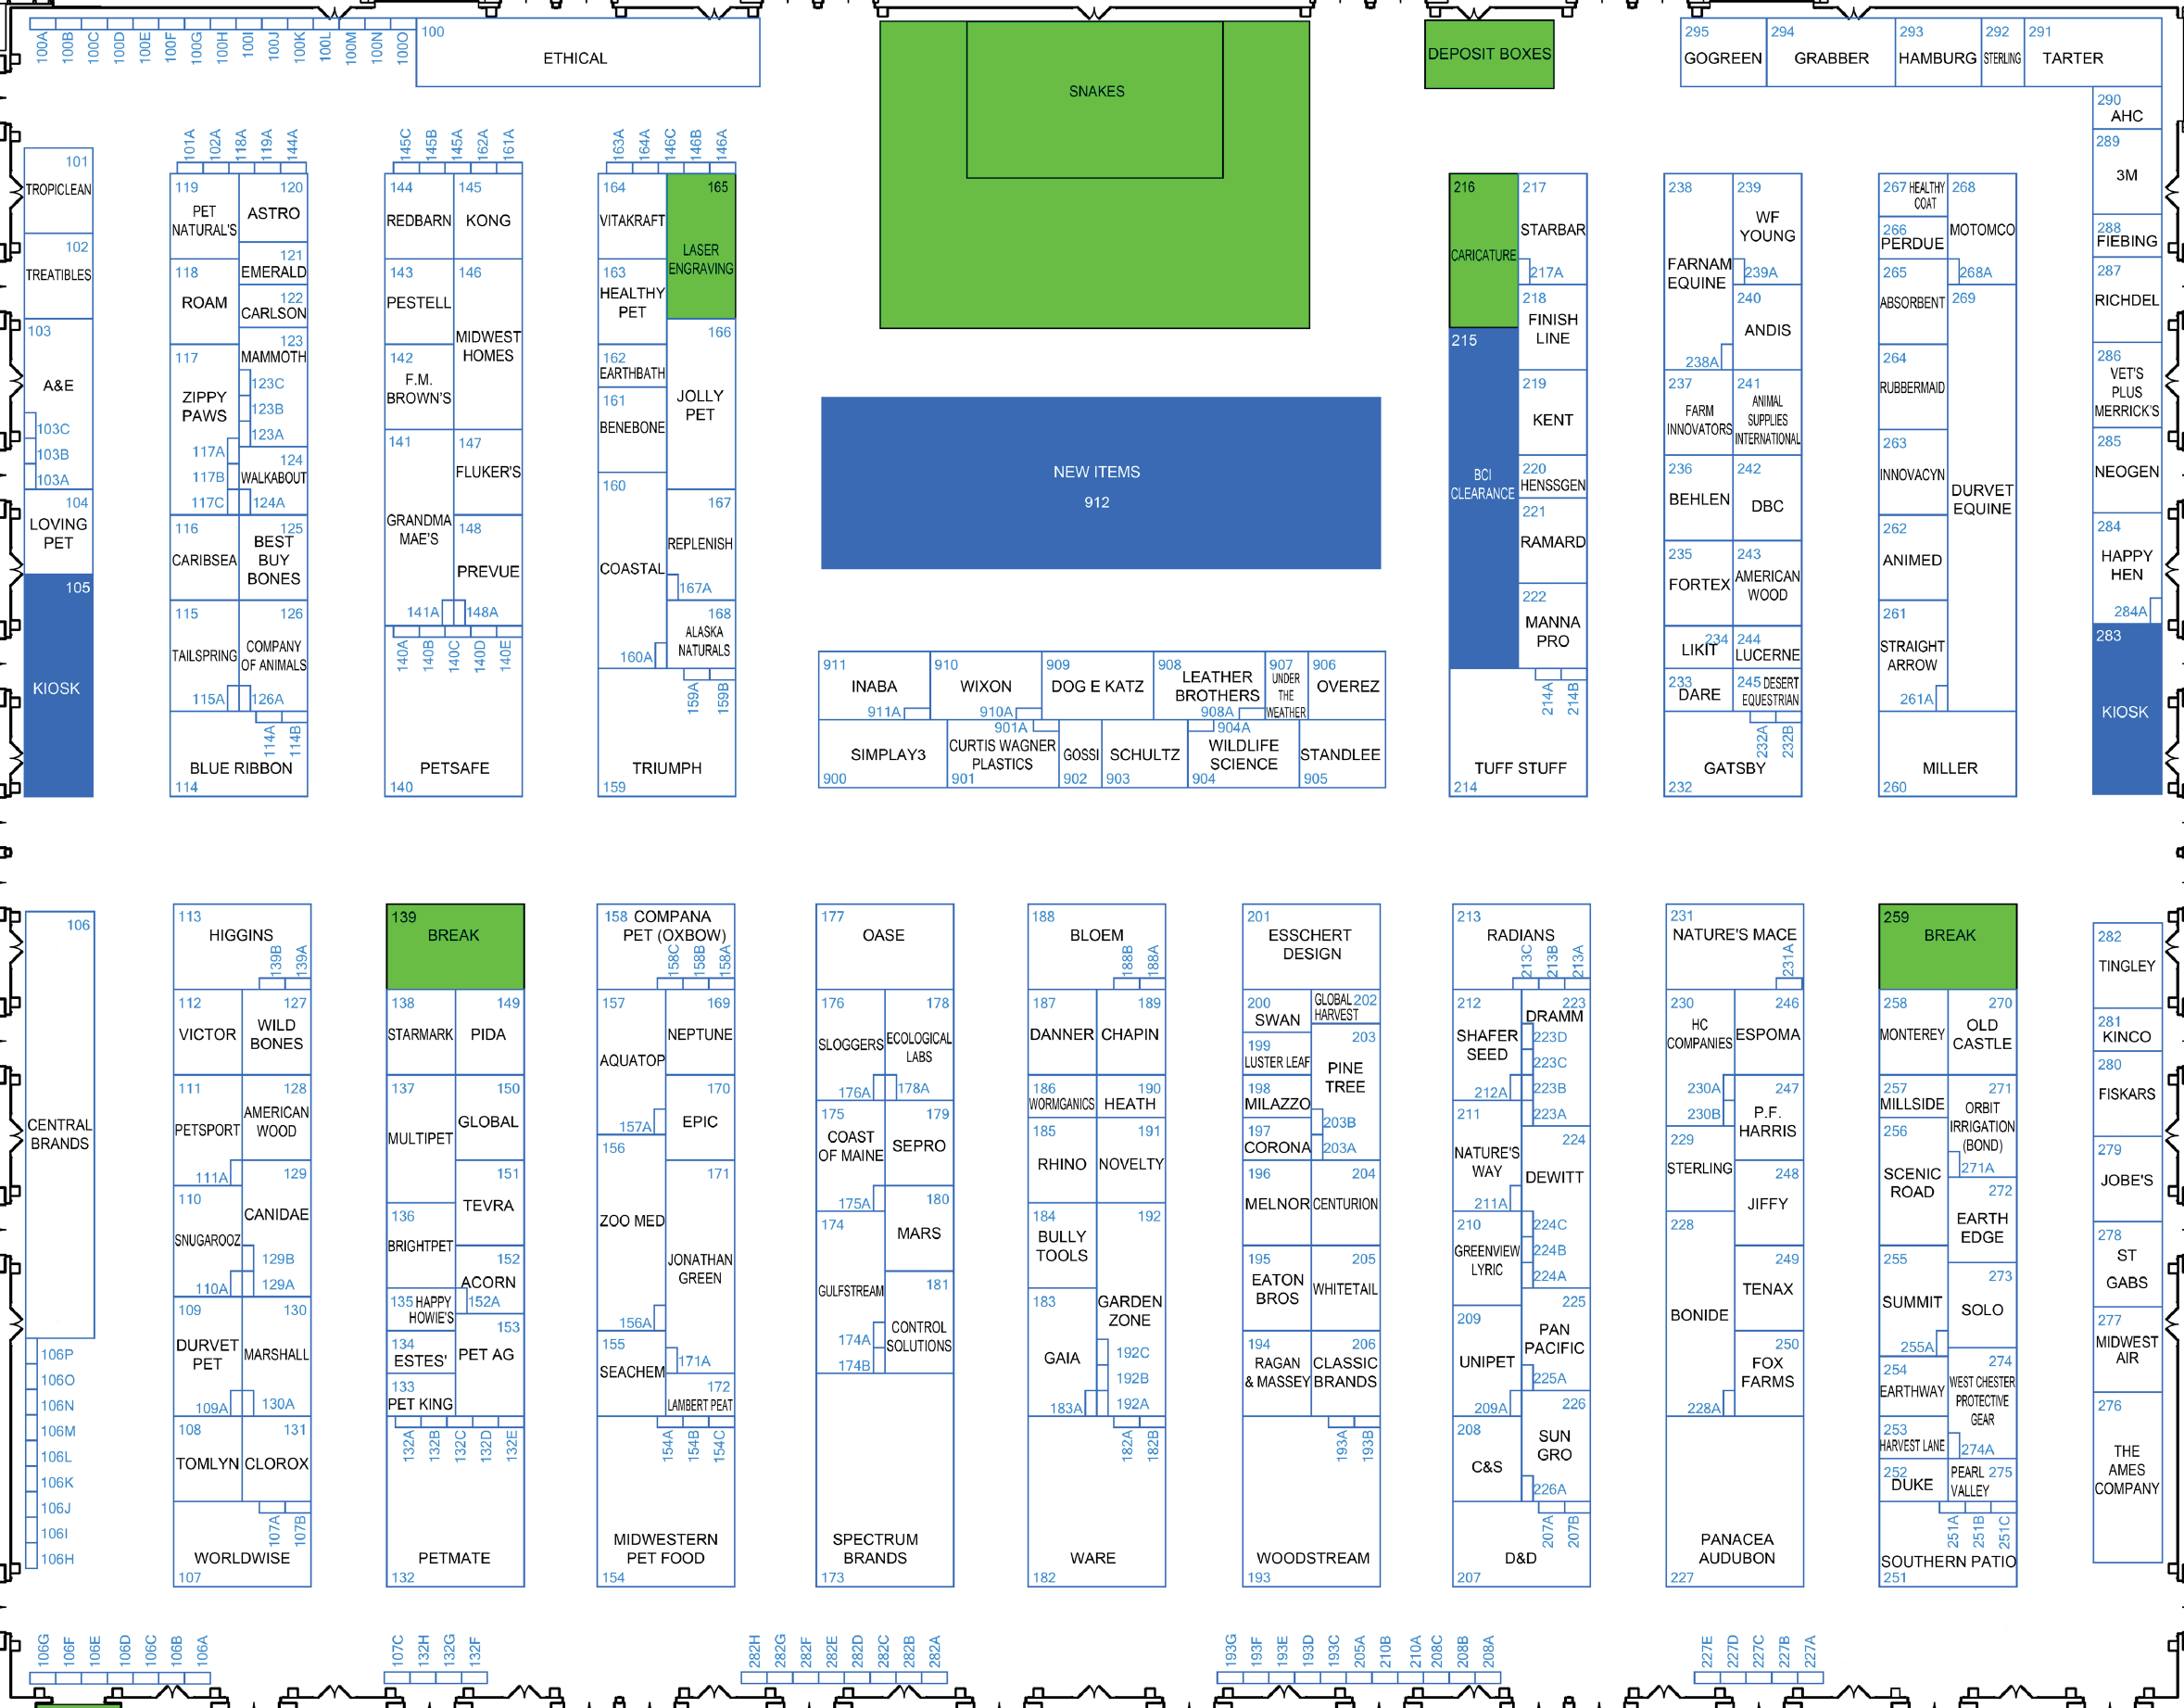 100A
100B
100C
100D
100E
100F
100G
100H
100I
100J
100K
100L
100M
100N
100O
100
ETHICAL
SNAKES
DEPOSIT BOXES
295
GOGREEN
294
GRABBER
293
HAMBURG
292
STERLING
291
TARTER
290
AHC
289
3M
288
FIEBING
287
RICHDEL
286
VET'S
PLUS
MERRICK'S
285
NEOGEN
284
HAPPY
HEN
284A
283
KIOSK
101
TROPICLEAN
102
TREATIBLES
103
A&E
103C
103B
103A
104
LOVING
PET
105
KIOSK
101A
102A
118A
119A
144A
119
PET
NATURAL'S
120
ASTRO
121
EMERALD
118
ROAM
122
CARLSON
123
MAMMOTH
117
ZIPPY
PAWS
123C
123B
123A
117A
117B
117C
124
WALKABOUT
124A
116
CARIBSEA
125
BEST
BUY
BONES
115
TAILSPRING
115A
126
COMPANY
OF ANIMALS
126A
114A
114B
BLUE RIBBON
114
145C
145B
145A
162A
161A
144
REDBARN
145
KONG
143
PESTELL
146
MIDWEST
HOMES
142
F.M.
BROWN'S
141
GRANDMA
MAE'S
147
FLUKER'S
148
PREVUE
141A
148A
140A
140B
140C
140D
140E
PETSAFE
140
163A
164A
146C
146B
146A
164
VITAKRAFT
165
LASER
ENGRAVING
163
HEALTHY
PET
166
JOLLY
PET
162
EARTHBATH
161
BENEBONE
160
COASTAL
160A
167
REPLENISH
167A
168
ALASKA
NATURALS
159A
159B
TRIUMPH
159
NEW ITEMS
912
911
INABA
911A
910
WIXON
910A
909
DOG E KATZ
908
LEATHER
BROTHERS
908A
907
UNDER
THE
WEATHER
906
OVEREZ
SIMPLAY3
900
901A
CURTIS WAGNER
PLASTICS
901
GOSSI
902
SCHULTZ
903
904A
WILDLIFE
SCIENCE
904
STANDLEE
905
216
CARICATURE
217
STARBAR
217A
215
BCI
CLEARANCE
218
FINISH
LINE
219
KENT
220
HENSSGEN
221
RAMARD
222
MANNA
PRO
214A
214B
TUFF STUFF
214
238
FARNAM
EQUINE
238A
239
WF
YOUNG
239A
240
ANDIS
237
FARM
INNOVATORS
241
ANIMAL
SUPPLIES
INTERNATIONAL
236
BEHLEN
242
DBC
235
FORTEX
243
AMERICAN
WOOD
234
LIKIT
244
LUCERNE
233
DARE
245 DESERT
EQUESTRIAN
232A
232B
GATSBY
232
267 HEALTHY
COAT
268
MOTOMCO
268A
266
PERDUE
265
ABSORBENT
269
DURVET
EQUINE
264
RUBBERMAID
263
INNOVACYN
262
ANIMED
261
STRAIGHT
ARROW
261A
MILLER
260
106
CENTRAL
BRANDS
106P
106O
106N
106M
106L
106K
106J
106I
106H
113
HIGGINS
139B
139A
112
VICTOR
127
WILD
BONES
111
PETSPORT
111A
128
AMERICAN
WOOD
110
SNUGAROOZ
110A
129
CANIDAE
129B
129A
109
DURVET
PET
109A
130
MARSHALL
130A
108
TOMLYN
131
CLOROX
107A
107B
WORLDWISE
107
139
BREAK
138
STARMARK
149
PIDA
137
MULTIPET
150
GLOBAL
151
TEVRA
136
BRIGHTPET
152
ACORN
152A
135 HAPPY
HOWIE'S
134
ESTES'
153
PET AG
133
PET KING
132A
132B
132C
132D
132E
PETMATE
132
158 COMPANA
PET (OXBOW)
158C
158B
158A
157
AQUATOP
157A
169
NEPTUNE
170
EPIC
156
ZOO MED
156A
171
JONATHAN
GREEN
171A
155
SEACHEM
172
LAMBERT PEAT
154A
154B
154C
MIDWESTERN
PET FOOD
154
177
OASE
176
SLOGGERS
176A
178
ECOLOGICAL
LABS
178A
175
COAST
OF MAINE
175A
179
SEPRO
180
MARS
174
GULFSTREAM
174A
174B
181
CONTROL
SOLUTIONS
SPECTRUM
BRANDS
173
188
BLOEM
188B
188A
187
DANNER
189
CHAPIN
186
WORMGANICS
190
HEATH
185
RHINO
191
NOVELTY
184
BULLY
TOOLS
192
GARDEN
ZONE
192C
192B
192A
183
GAIA
183A
182A
182B
WARE
182
201
ESSCHERT
DESIGN
200
SWAN
GLOBAL 202
HARVEST
199
LUSTER LEAF
203
PINE
TREE
203B
203A
198
MILAZZO
197
CORONA
196
MELNOR
204
CENTURION
195
EATON
BROS
205
WHITETAIL
194
RAGAN
& MASSEY
206
CLASSIC
BRANDS
193A
193B
WOODSTREAM
193
213
RADIANS
213C
213B
213A
212
SHAFER
SEED
212A
223
DRAMM
223D
223C
223B
223A
211
NATURE'S
WAY
211A
224
DEWITT
224C
224B
224A
210
GREENVIEW
LYRIC
209
UNIPET
209A
225
PAN
PACIFIC
225A
208
C&S
226
SUN
GRO
226A
207A
207B
D&D
207
231
NATURE'S MACE
231A
230
HC
COMPANIES
230A
230B
246
ESPOMA
247
P.F.
HARRIS
229
STERLING
248
JIFFY
228
BONIDE
228A
249
TENAX
250
FOX
FARMS
PANACEA
AUDUBON
227
259
BREAK
258
MONTEREY
270
OLD
CASTLE
257
MILLSIDE
271
ORBIT
IRRIGATION
(BOND)
271A
256
SCENIC
ROAD
272
EARTH
EDGE
255
SUMMIT
255A
273
SOLO
254
EARTHWAY
274
WEST CHESTER
PROTECTIVE
GEAR
274A
253
HARVEST LANE
252
DUKE
PEARL 275
VALLEY
251A
251B
251C
SOUTHERN PATIO
251
282
TINGLEY
281
KINCO
280
FISKARS
279
JOBE'S
278
ST
GABS
277
MIDWEST
AIR
276
THE
AMES
COMPANY
106G
106F
106E
106D
106C
106B
106A
107C
132H
132G
132F
282H
282G
282F
282E
282D
282C
282B
282A
193G
193F
193E
193D
193C
205A
210B
210A
208C
208B
208A
227E
227D
227C
227B
227A